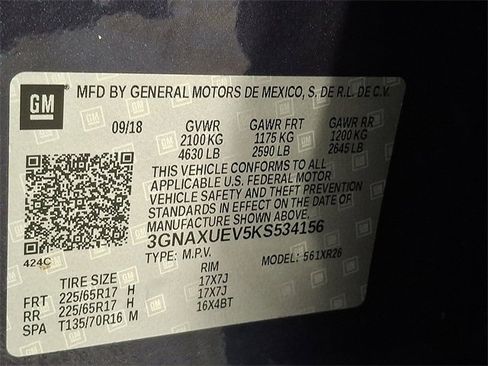 GM
MFD BY GENERAL MOTORS DE MEXICO, S. DE R.L. DE C.V.
09/18 GVWR GAWR FRT GAWR RR
2100 KG 1175 KG 1200 KG
4630 LB 2590 LB 2645 LB
THIS VEHICLE CONFORMS TO ALL
APPLICABLE U.S. FEDERAL MOTOR
VEHICLE SAFETY AND THEFT PREVENTION
STANDARDS IN EFFECT ON THE DATE OF
MANUFACTURE SHOWN ABOVE.
3GNAXUEV5KS534156
424C TYPE: M.P.V. MODEL: 561XR26
TIRE SIZE RIM
FRT 225/65R17 H 17X7J
RR 225/65R17 H 17X7J
SPA T135/70R16 M 16X4BT